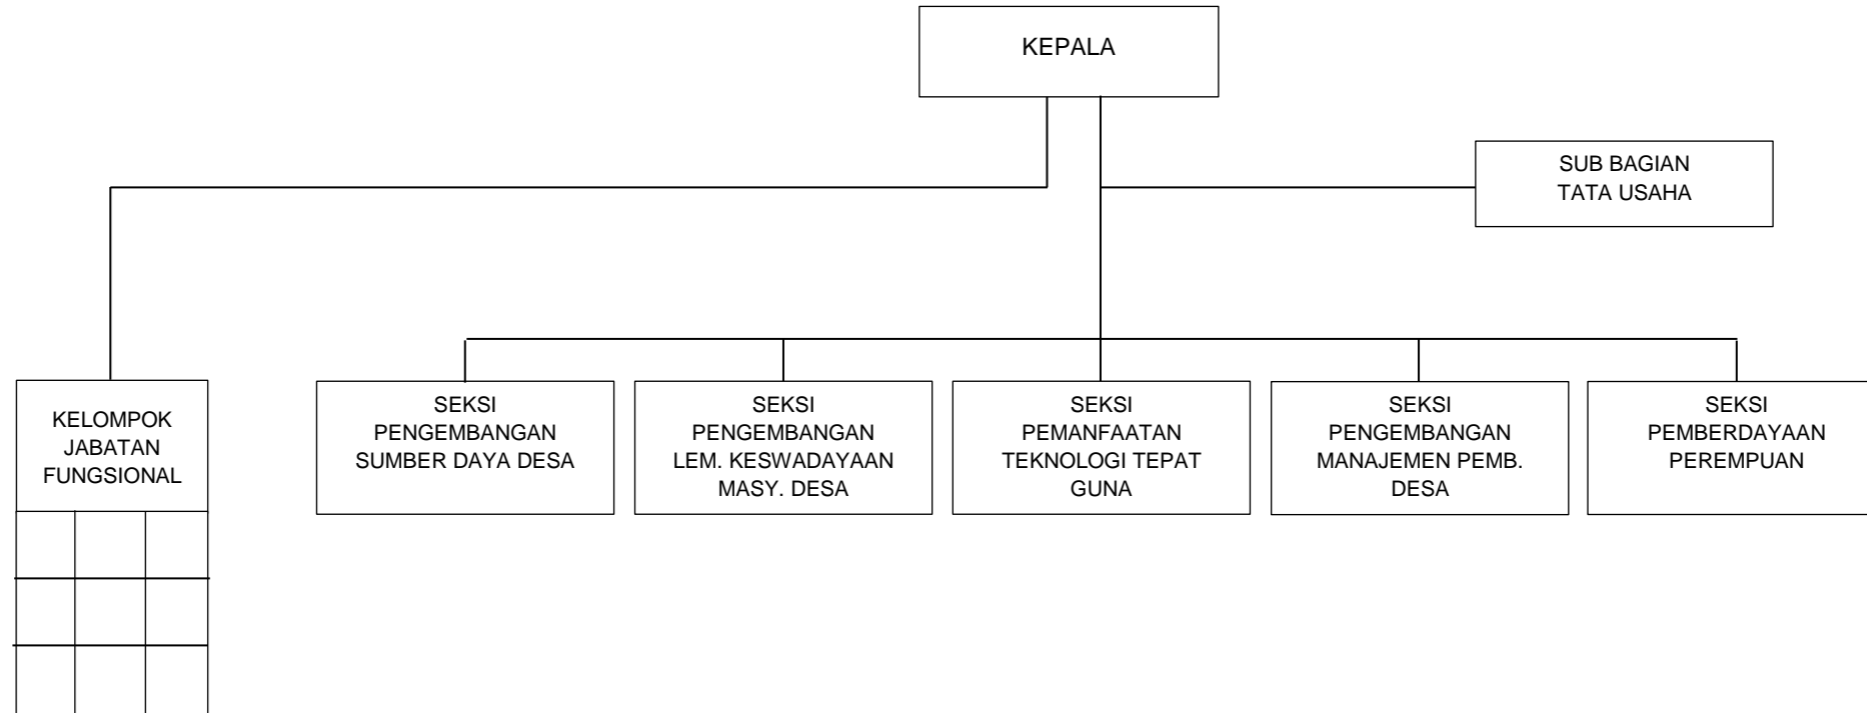 KEPALA
SUB BAGIAN
TATA USAHA
KELOMPOK
JABATAN
FUNGSIONAL
SEKSI
PENGEMBANGAN
SUMBER DAYA DESA
SEKSI
PENGEMBANGAN
LEM. KESWADAYAAN
MASY. DESA
SEKSI
PEMANFAATAN
TEKNOLOGI TEPAT
GUNA
SEKSI
PENGEMBANGAN
MANAJEMEN PEMB.
DESA
SEKSI
PEMBERDAYAAN
PEREMPUAN